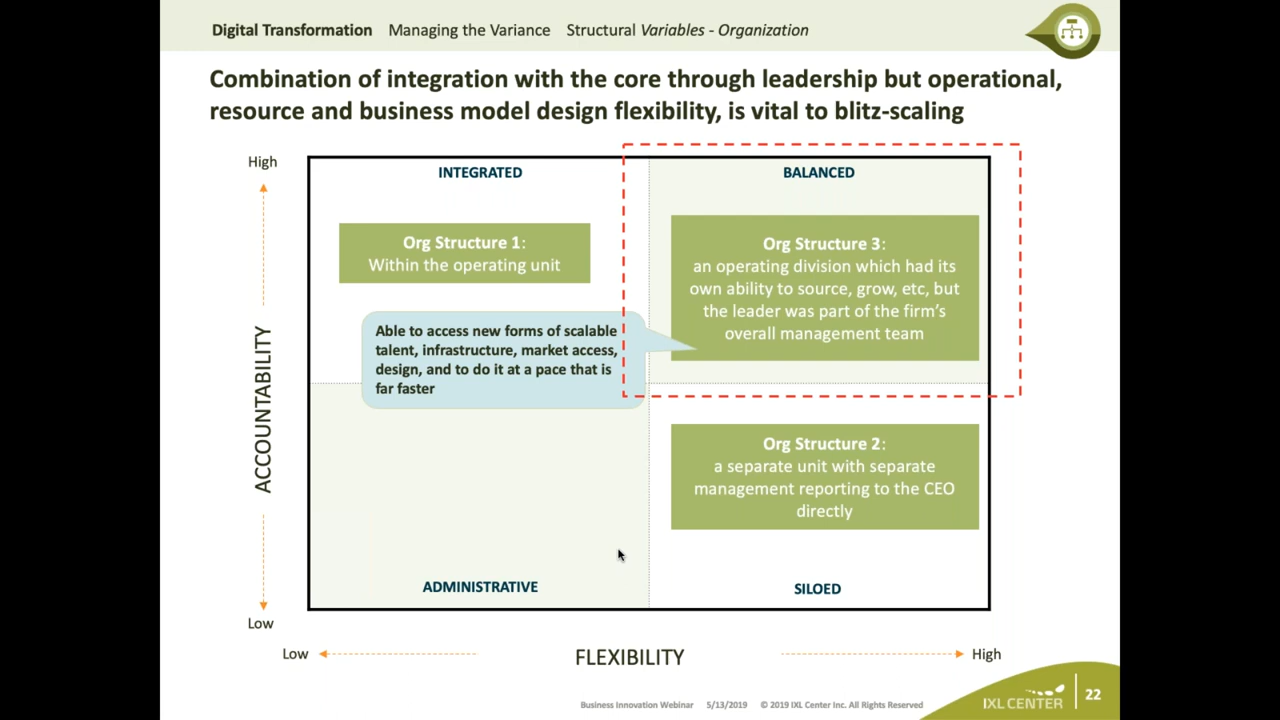 Digital Transformation Managing the Variance Structural Variables - Organization
Combination of integration with the core through leadership but operational,
resource and business model design flexibility, is vital to blitz-scaling
High
INTEGRATED
BALANCED
Org Structure 1:
Within the operating unit
Org Structure 3:
an operating division which had its
own ability to source, grow, etc, but
the leader was part of the firm's
overall management team
Able to access new forms of scalable
talent, infrastructure, market access,
design, and to do it at a pace that is
far faster
ACCOUNTABILITY
Org Structure 2:
a separate unit with separate
management reporting to the CEO
directly
ADMINISTRATIVE
SILOED
Low
Low
FLEXIBILITY
High
Business Innovation Webinar 5/13/2019 © 2019 IXL Center Inc. All Rights Reserved
IXL CENTER
22